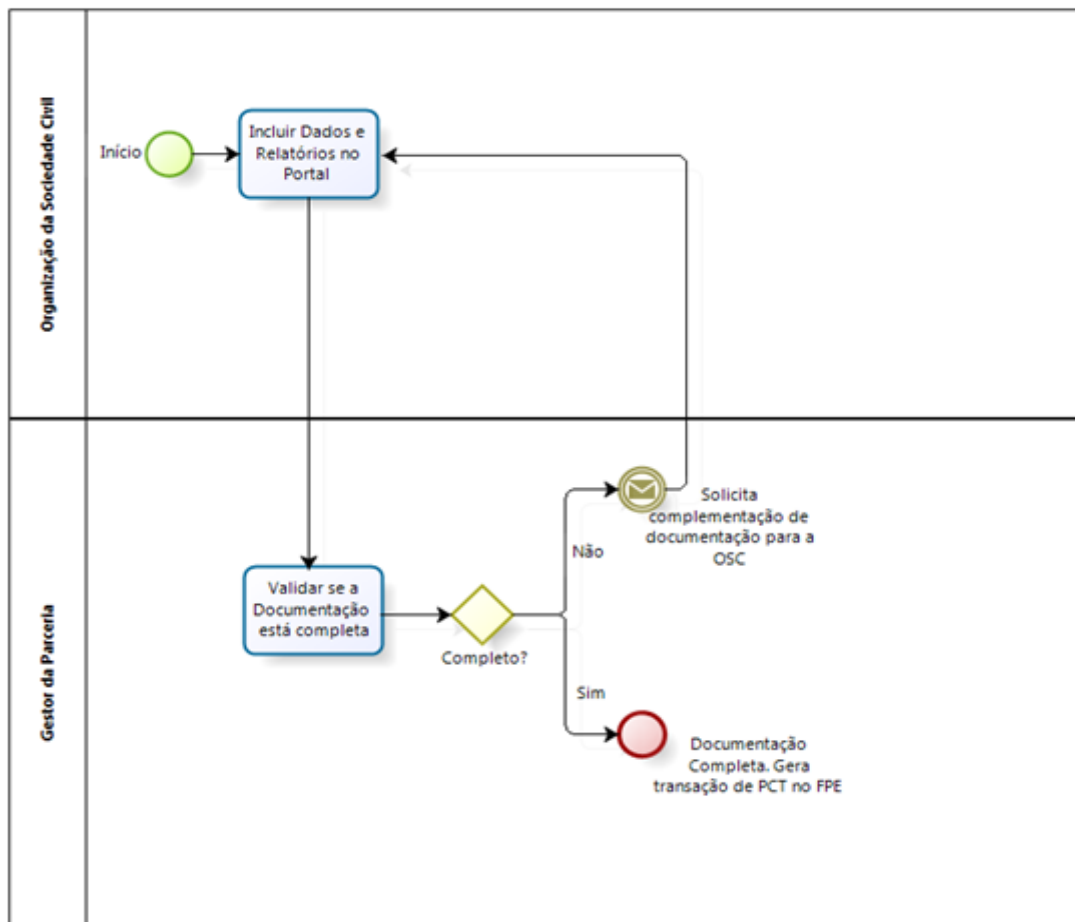 Organização da Sociedade Civil
Início
Incluir Dados e
Relatórios no
Portal
Gestor da Parceria
Solicita
complementação de
documentação para a
OSC
Não
Validar se a
Documentação
está completa
Completo?
Sim
Documentação
Completa. Gera
transação de PCT no FPE